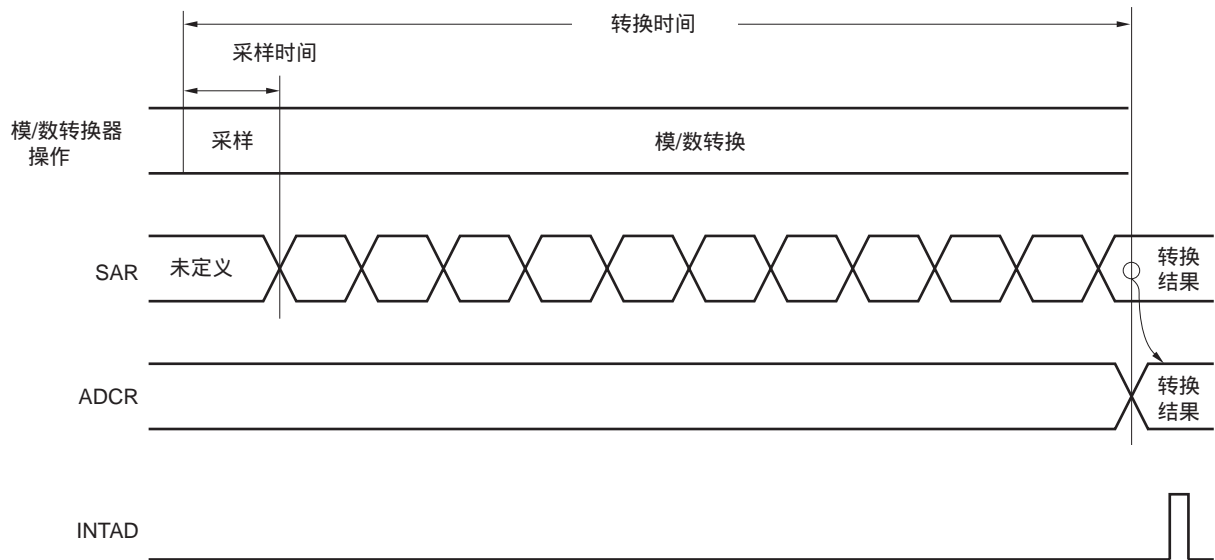 转换时间
采样时间
模/数转换器
操作
采样
模/数转换
SAR
未定义
转换
结果
ADCR
转换
结果
INTAD